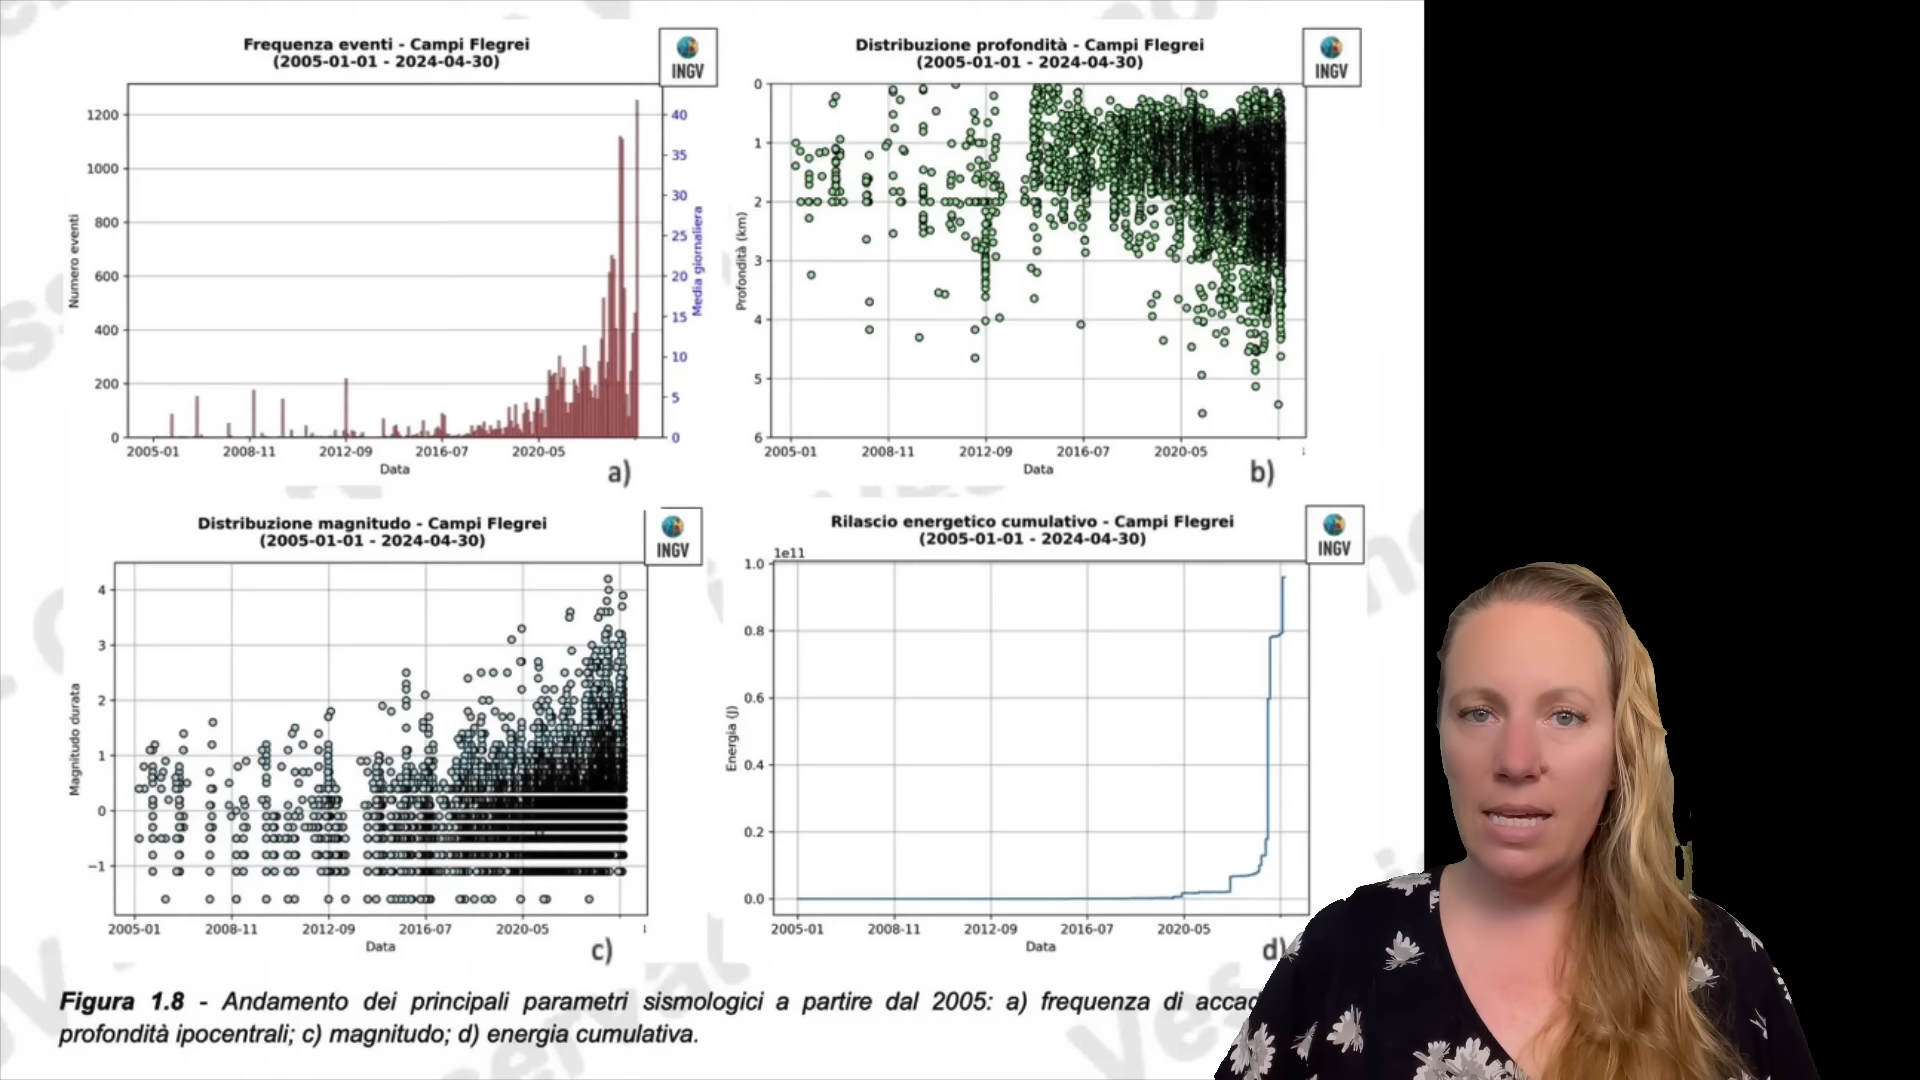 Frequenza eventi - Campi Flegrei
(2005-01-01 - 2024-04-30)
INGV
1200
1000
800
600
400
200
0
Numero eventi
40
35
30
25
20
15
10
5
0
Media giornaliera
2005-01 2008-11 2012-09 2016-07 2020-05
Data
a)
Distribuzione profondità - Campi Flegrei
(2005-01-01 - 2024-04-30)
INGV
0
1
2
3
4
5
6
Profondità (km)
2005-01 2008-11 2012-09 2016-07 2020-05
Data
b)
Distribuzione magnitudo - Campi Flegrei
(2005-01-01 - 2024-04-30)
INGV
4
3
2
1
0
−1
Magnitudo durata
2005-01 2008-11 2012-09 2016-07 2020-05
Data
c)
Rilascio energetico cumulativo - Campi Flegrei
(2005-01-01 - 2024-04-30)
INGV
1e11
1.0
0.8
0.6
0.4
0.2
0.0
Energia (J)
2005-01 2008-11 2012-09 2016-07 2020-05
Data
d)
Figura 1.8 - Andamento dei principali parametri sismologici a partire dal 2005: a) frequenza di
profondità ipocentrali; c) magnitudo; d) energia cumulativa.